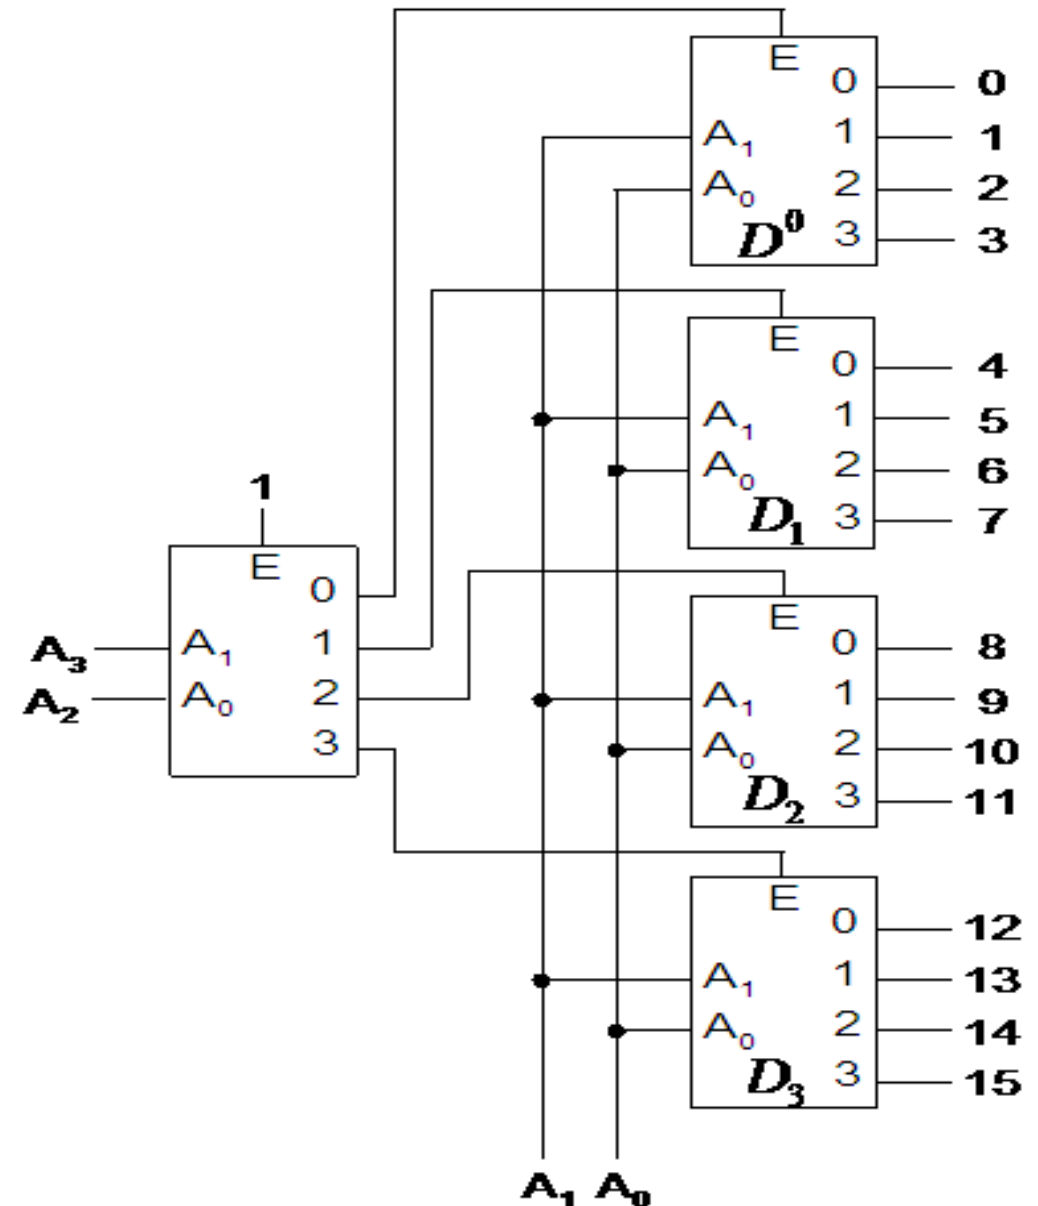 E
0 0
A₁ 1 1
A₀ 2 2
D⁰ 3 3
E
0 4
A₁ 1 5
A₀ 2 6
D₁ 3 7
1
E
0
A₃ A₁ 1
A₂ A₀ 2
3
E
0 8
A₁ 1 9
A₀ 2 10
D₂ 3 11
E
0 12
A₁ 1 13
A₀ 2 14
D₃ 3 15
A₁ A₀